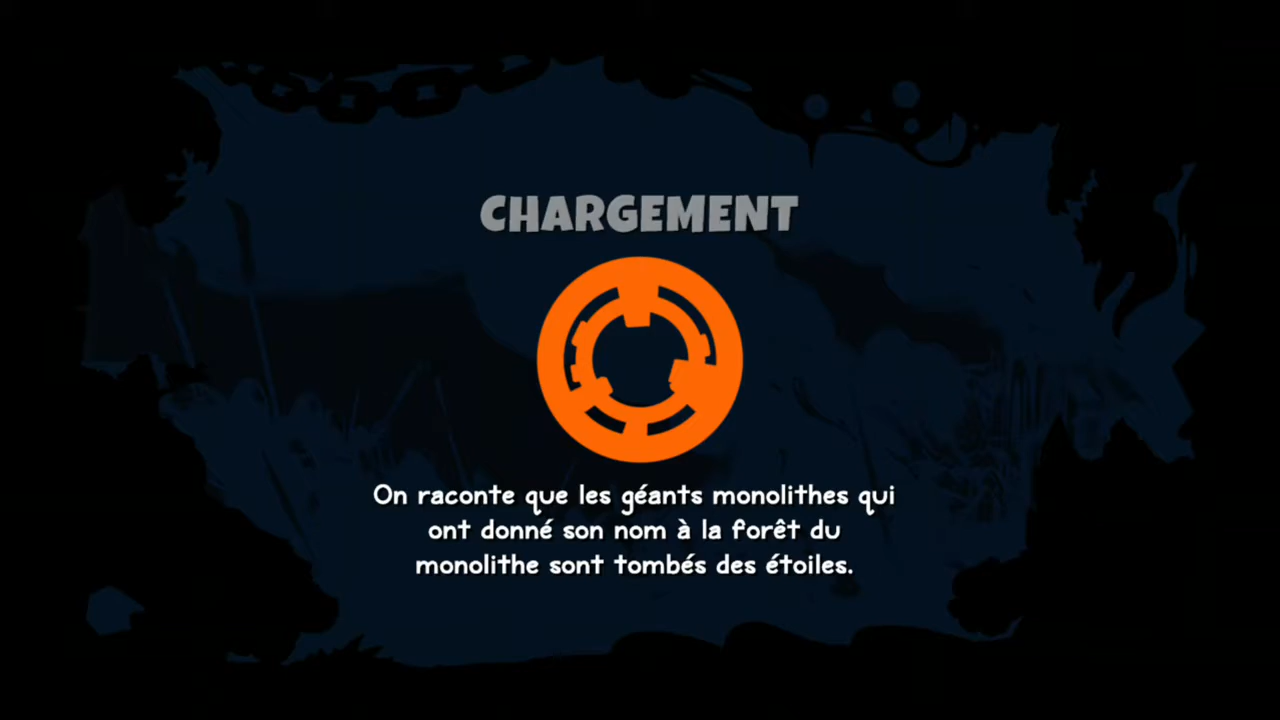 CHARGEMENT
On raconte que les géants monolithes qui
ont donné son nom à la forêt du
monolithe sont tombés des étoiles.